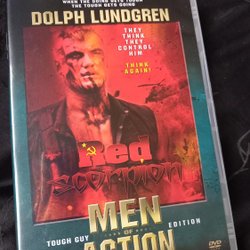 WHEN THE GOING GETS TOUGH
THE TOUGH GETS GOING
DOLPH LUNDGREN
THEY
THINK
THEY
CONTROL
HIM
THINK
AGAIN!
Red
Scorpion
MEN
OF
ACTION
TOUGH GUY
EDITION
DVD